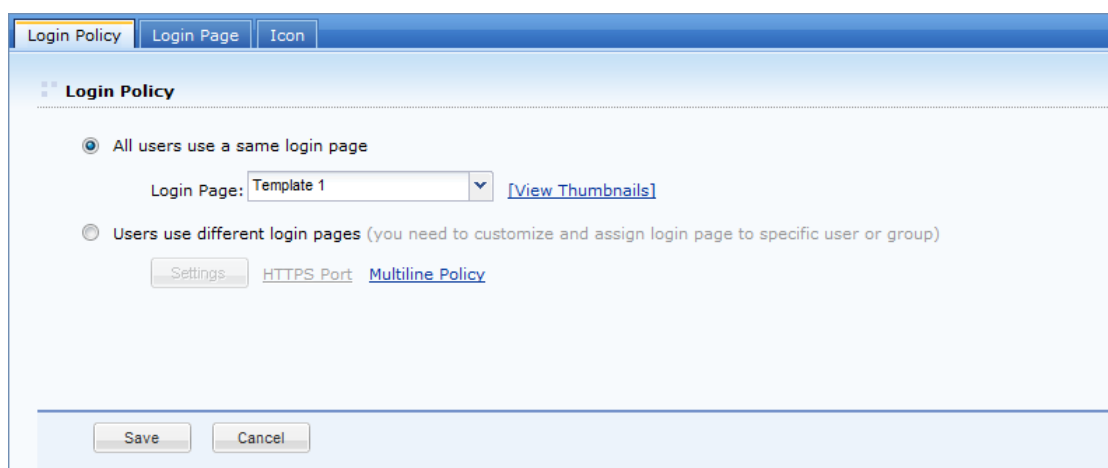 Login Policy Login Page Icon
Login Policy
All users use a same login page
Login Page: Template 1 [View Thumbnails]
Users use different login pages (you need to customize and assign login page to specific user or group)
Settings HTTPS Port Multiline Policy
Save Cancel